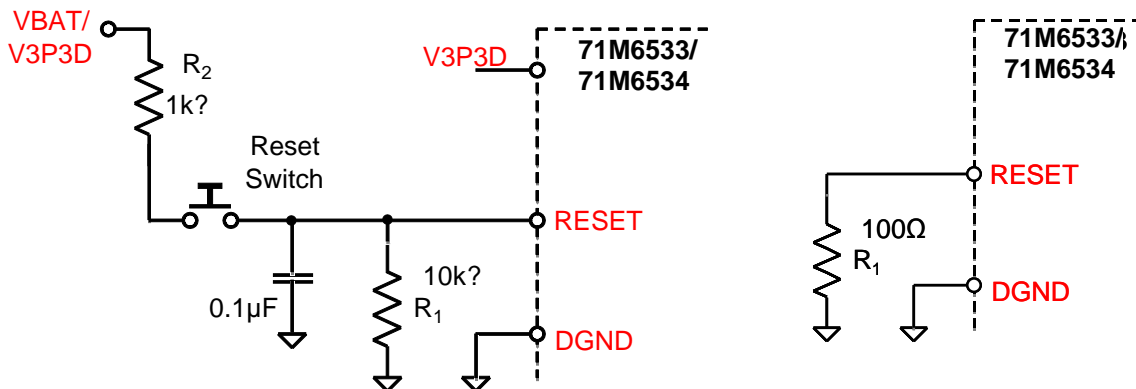 VBAT/
V3P3D
R2
1k?
Reset
Switch
0.1µF
10k?
R1
V3P3D
71M6533/
71M6534
RESET
DGND
100Ω
R1
71M6533/
71M6534
RESET
DGND